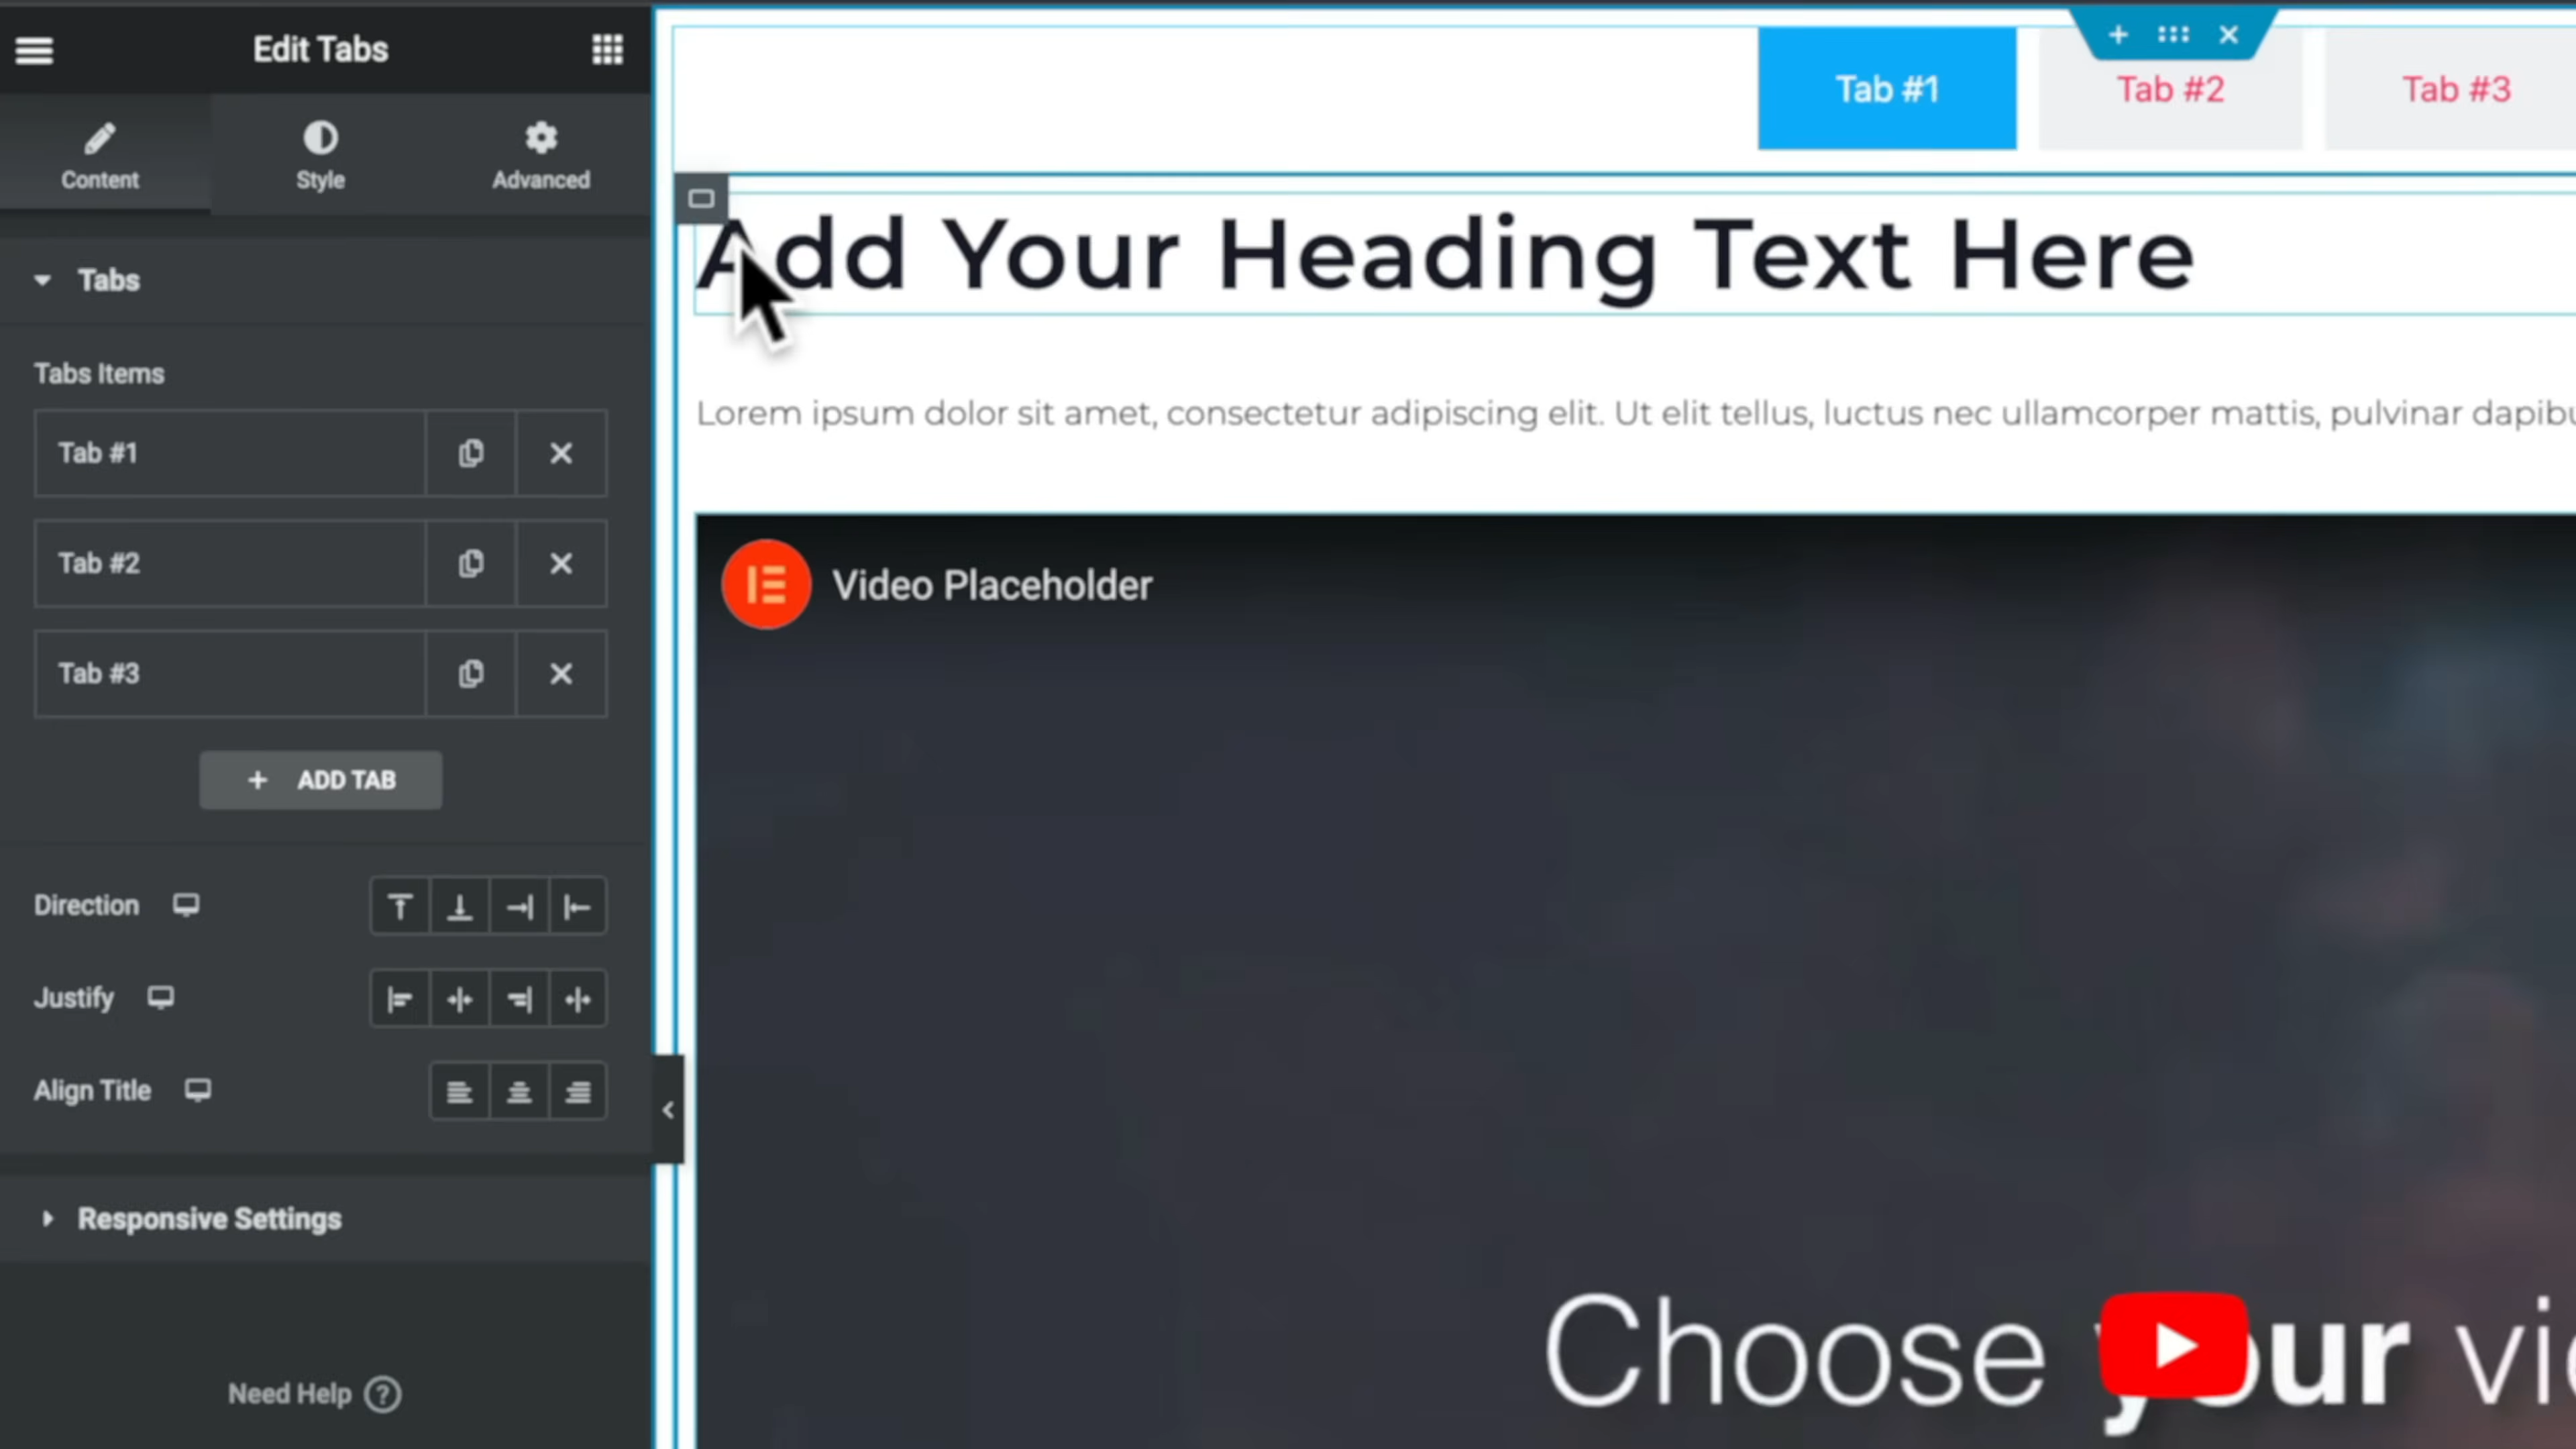 Edit Tabs
Content
Style
Advanced
Tabs
Tabs Items
Tab #1
Tab #2
Tab #3
+ ADD TAB
Direction
Justify
Align Title
Responsive Settings
Need Help ?
Tab #1
Tab #2
Tab #3
Add Your Heading Text Here
Lorem ipsum dolor sit amet, consectetur adipiscing elit. Ut elit tellus, luctus nec ullamcorper mattis, pulvinar dapibu
Video Placeholder
Choose your vi